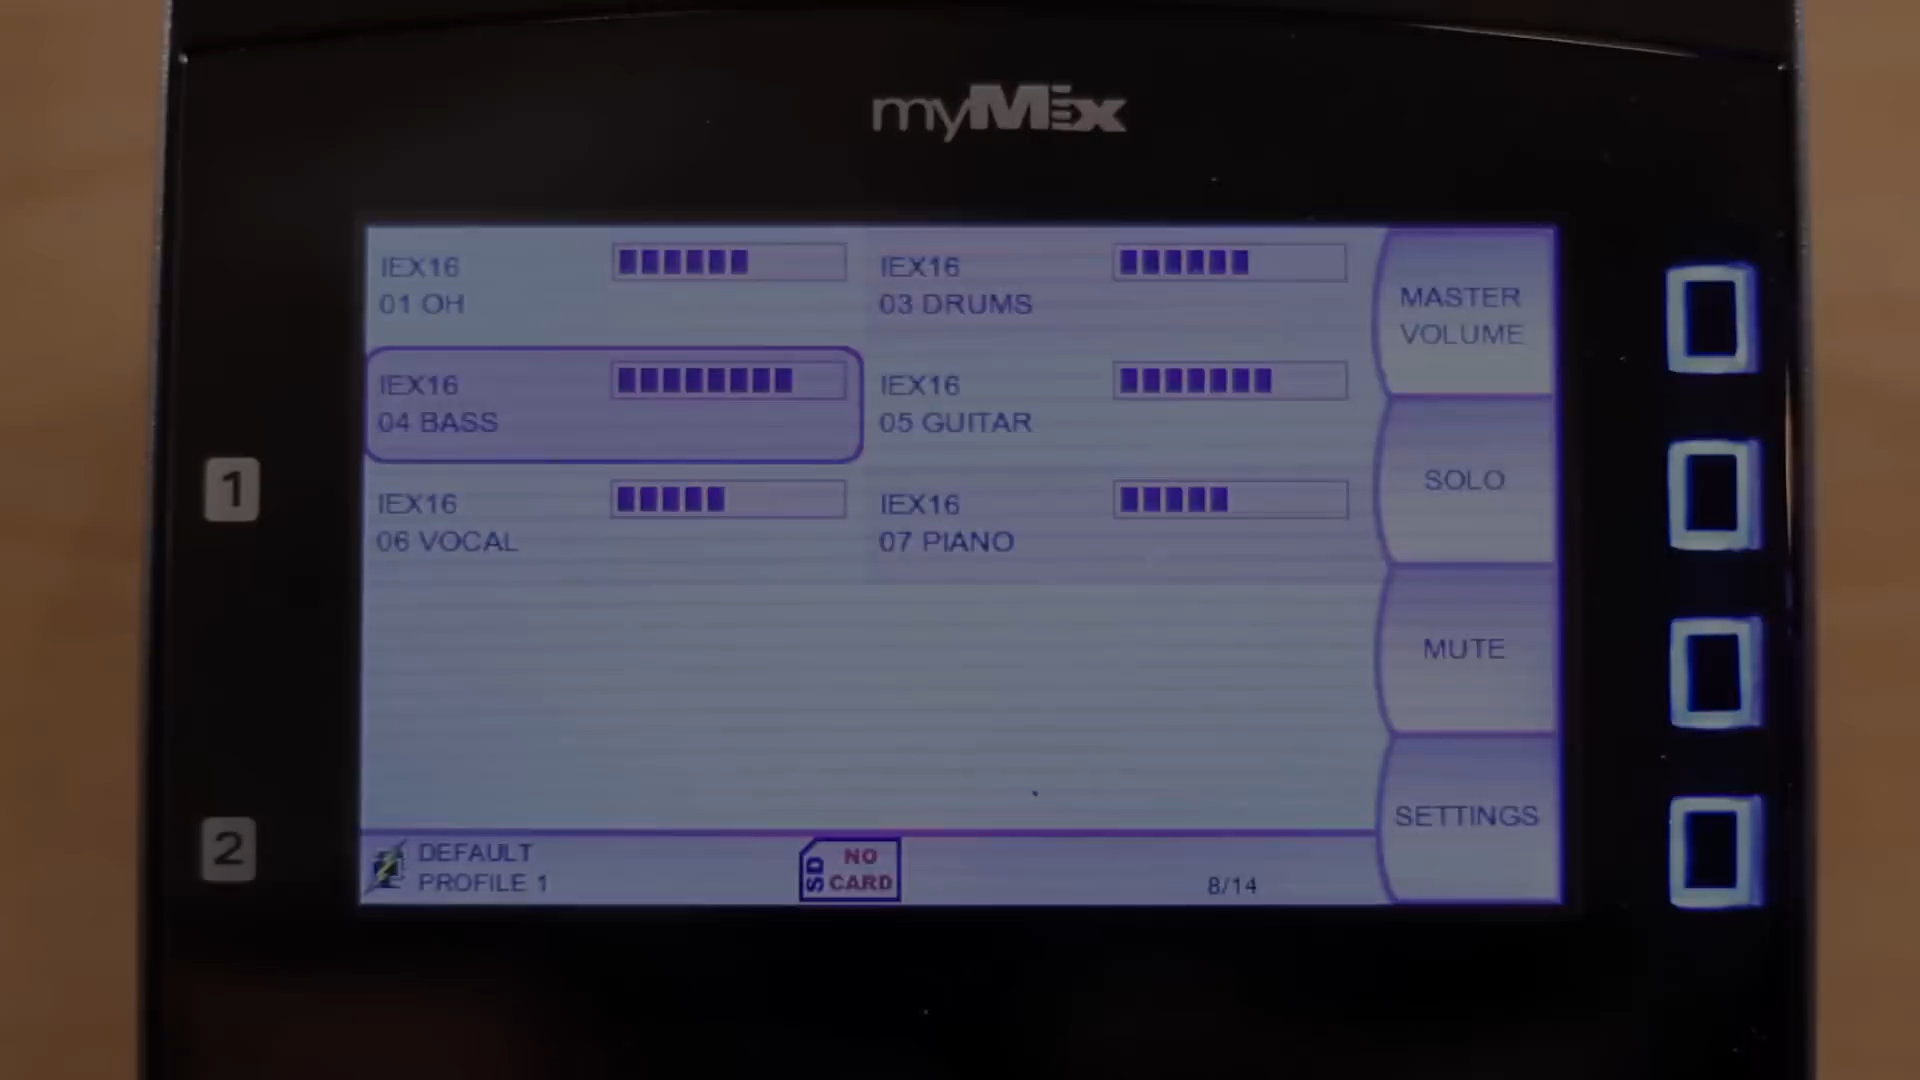 myMix
IEX16
01 OH
IEX16
03 DRUMS
MASTER
VOLUME
IEX16
04 BASS
IEX16
05 GUITAR
SOLO
1
IEX16
06 VOCAL
IEX16
07 PIANO
MUTE
SETTINGS
2
DEFAULT
PROFILE 1
SD
NO
CARD
8/14